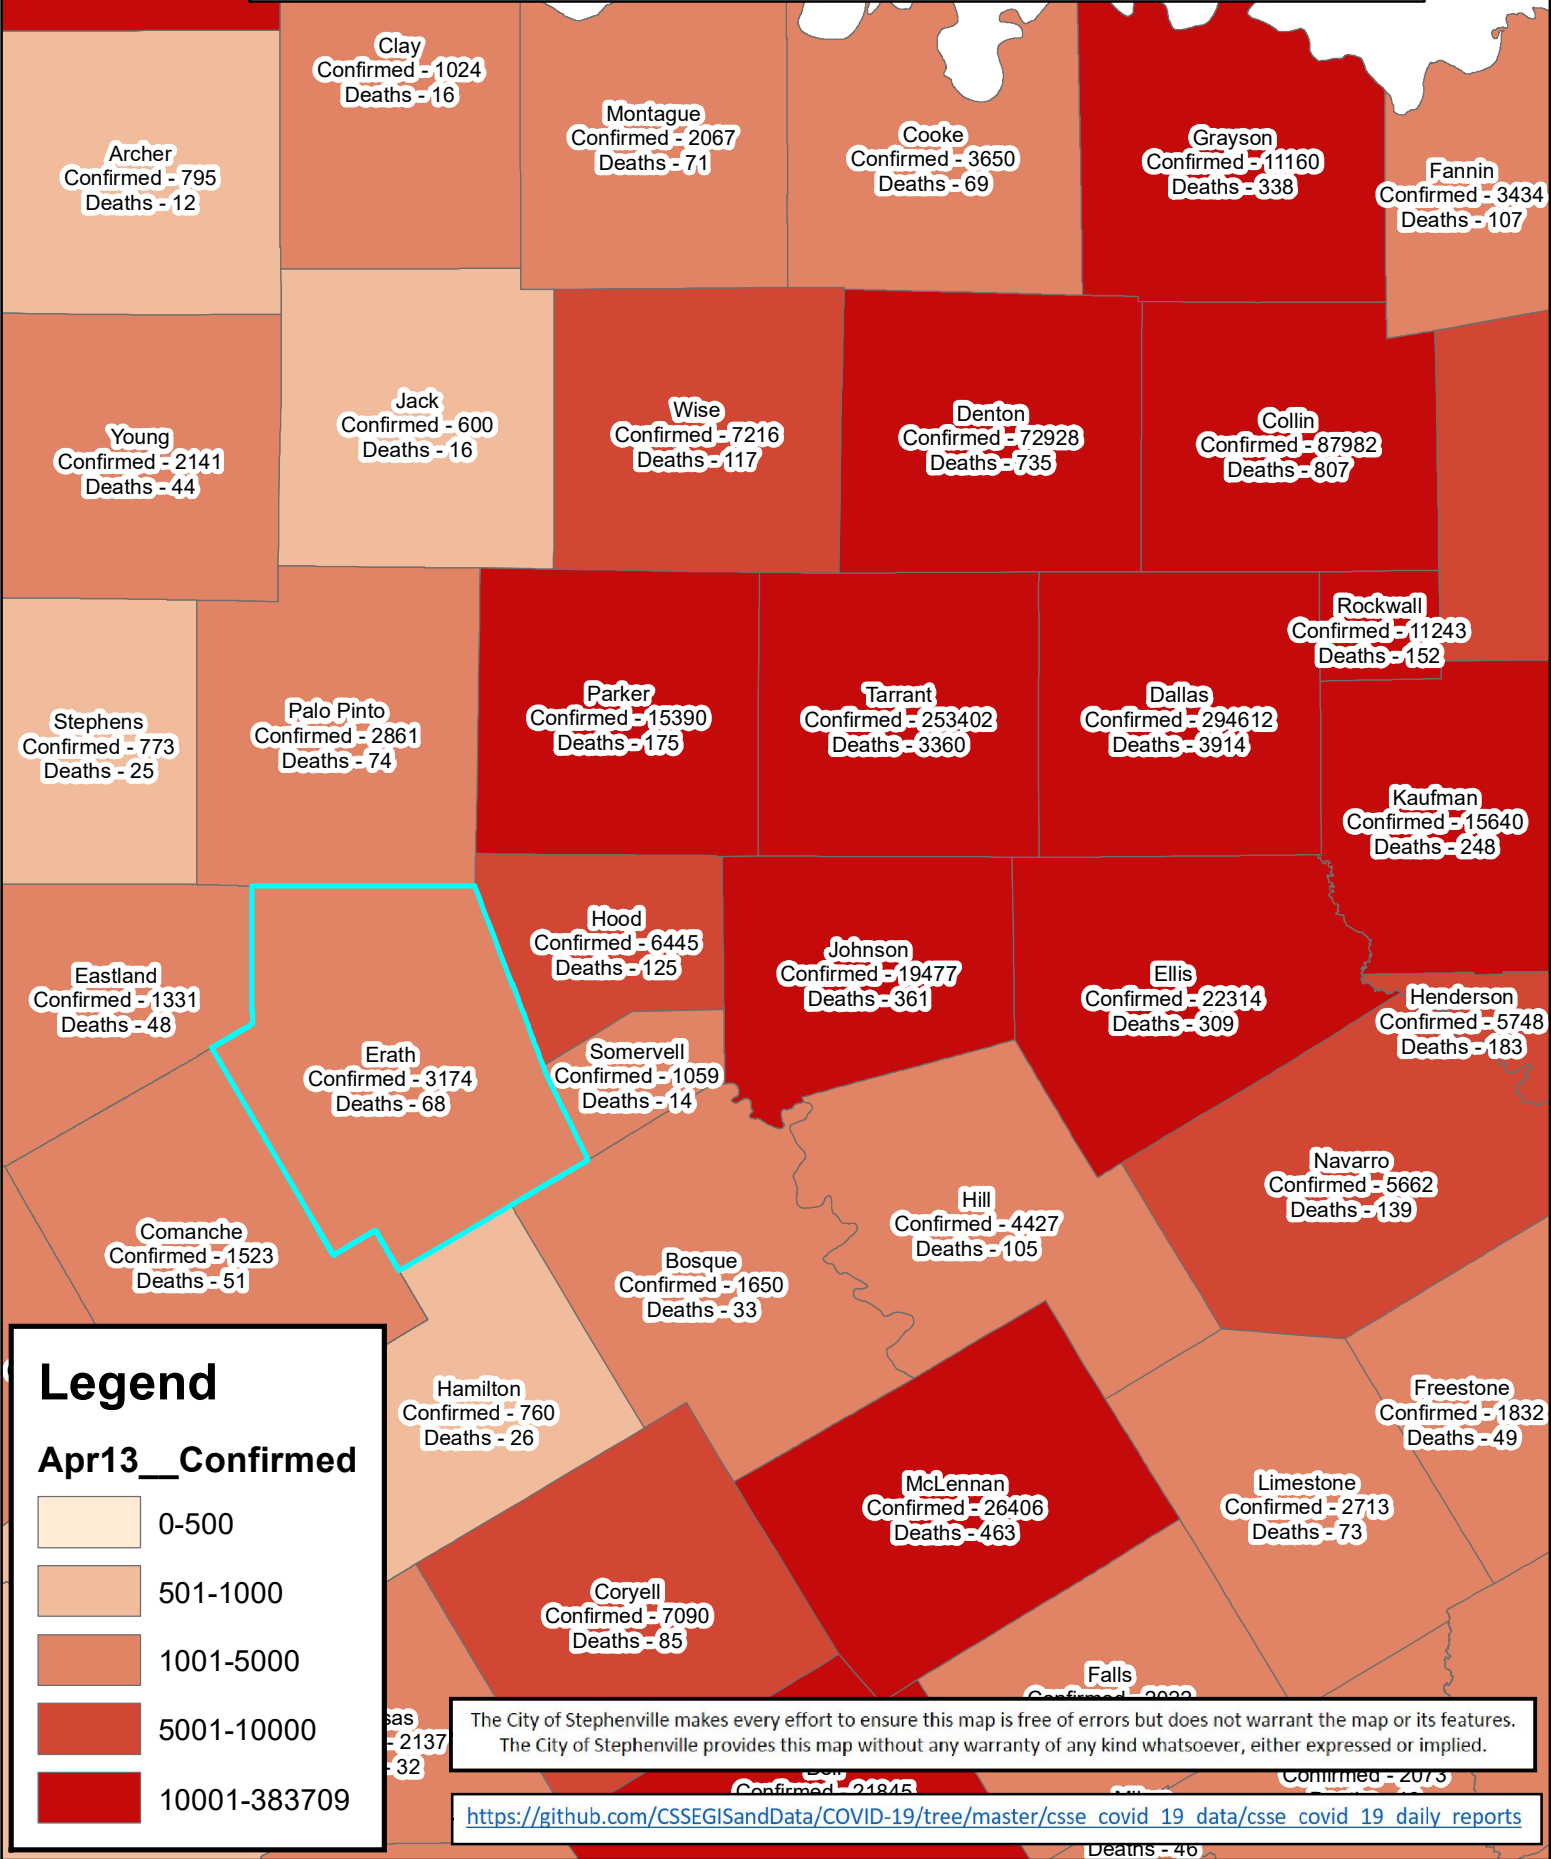 Clay
Confirmed - 1024
Deaths - 16
Montague
Confirmed - 2067
Deaths - 71
Cooke
Confirmed - 3650
Deaths - 69
Grayson
Confirmed - 11160
Deaths - 338
Archer
Confirmed - 795
Deaths - 12
Fannin
Confirmed - 3434
Deaths - 107
Young
Confirmed - 2141
Deaths - 44
Jack
Confirmed - 600
Deaths - 16
Wise
Confirmed - 7216
Deaths - 117
Denton
Confirmed - 72928
Deaths - 735
Collin
Confirmed - 87982
Deaths - 807
Rockwall
Confirmed - 11243
Deaths - 152
Stephens
Confirmed - 773
Deaths - 25
Palo Pinto
Confirmed - 2861
Deaths - 74
Parker
Confirmed - 15390
Deaths - 175
Tarrant
Confirmed - 253402
Deaths - 3360
Dallas
Confirmed - 294612
Deaths - 3914
Kaufman
Confirmed - 15640
Deaths - 248
Eastland
Confirmed - 1331
Deaths - 48
Erath
Confirmed - 3174
Deaths - 68
Hood
Confirmed - 6445
Deaths - 125
Somervell
Confirmed - 1059
Deaths - 14
Johnson
Confirmed - 19477
Deaths - 361
Ellis
Confirmed - 22314
Deaths - 309
Henderson
Confirmed - 5748
Deaths - 183
Navarro
Confirmed - 5662
Deaths - 139
Comanche
Confirmed - 1523
Deaths - 51
Bosque
Confirmed - 1650
Deaths - 33
Hill
Confirmed - 4427
Deaths - 105
Hamilton
Confirmed - 760
Deaths - 26
McLennan
Confirmed - 26406
Deaths - 463
Limestone
Confirmed - 2713
Deaths - 73
Freestone
Confirmed - 1832
Deaths - 49
Coryell
Confirmed - 7090
Deaths - 85
Falls
sas
- 2137
- 32
Confirmed - 21845
Confirmed - 2073
Deaths - 46
Legend
Apr13__Confirmed
0-500
501-1000
1001-5000
5001-10000
10001-383709
The City of Stephenville makes every effort to ensure this map is free of errors but does not warrant the map or its features.
The City of Stephenville provides this map without any warranty of any kind whatsoever, either expressed or implied.
https://github.com/CSSEGISandData/COVID-19/tree/master/csse_covid_19_data/csse_covid_19_daily_reports